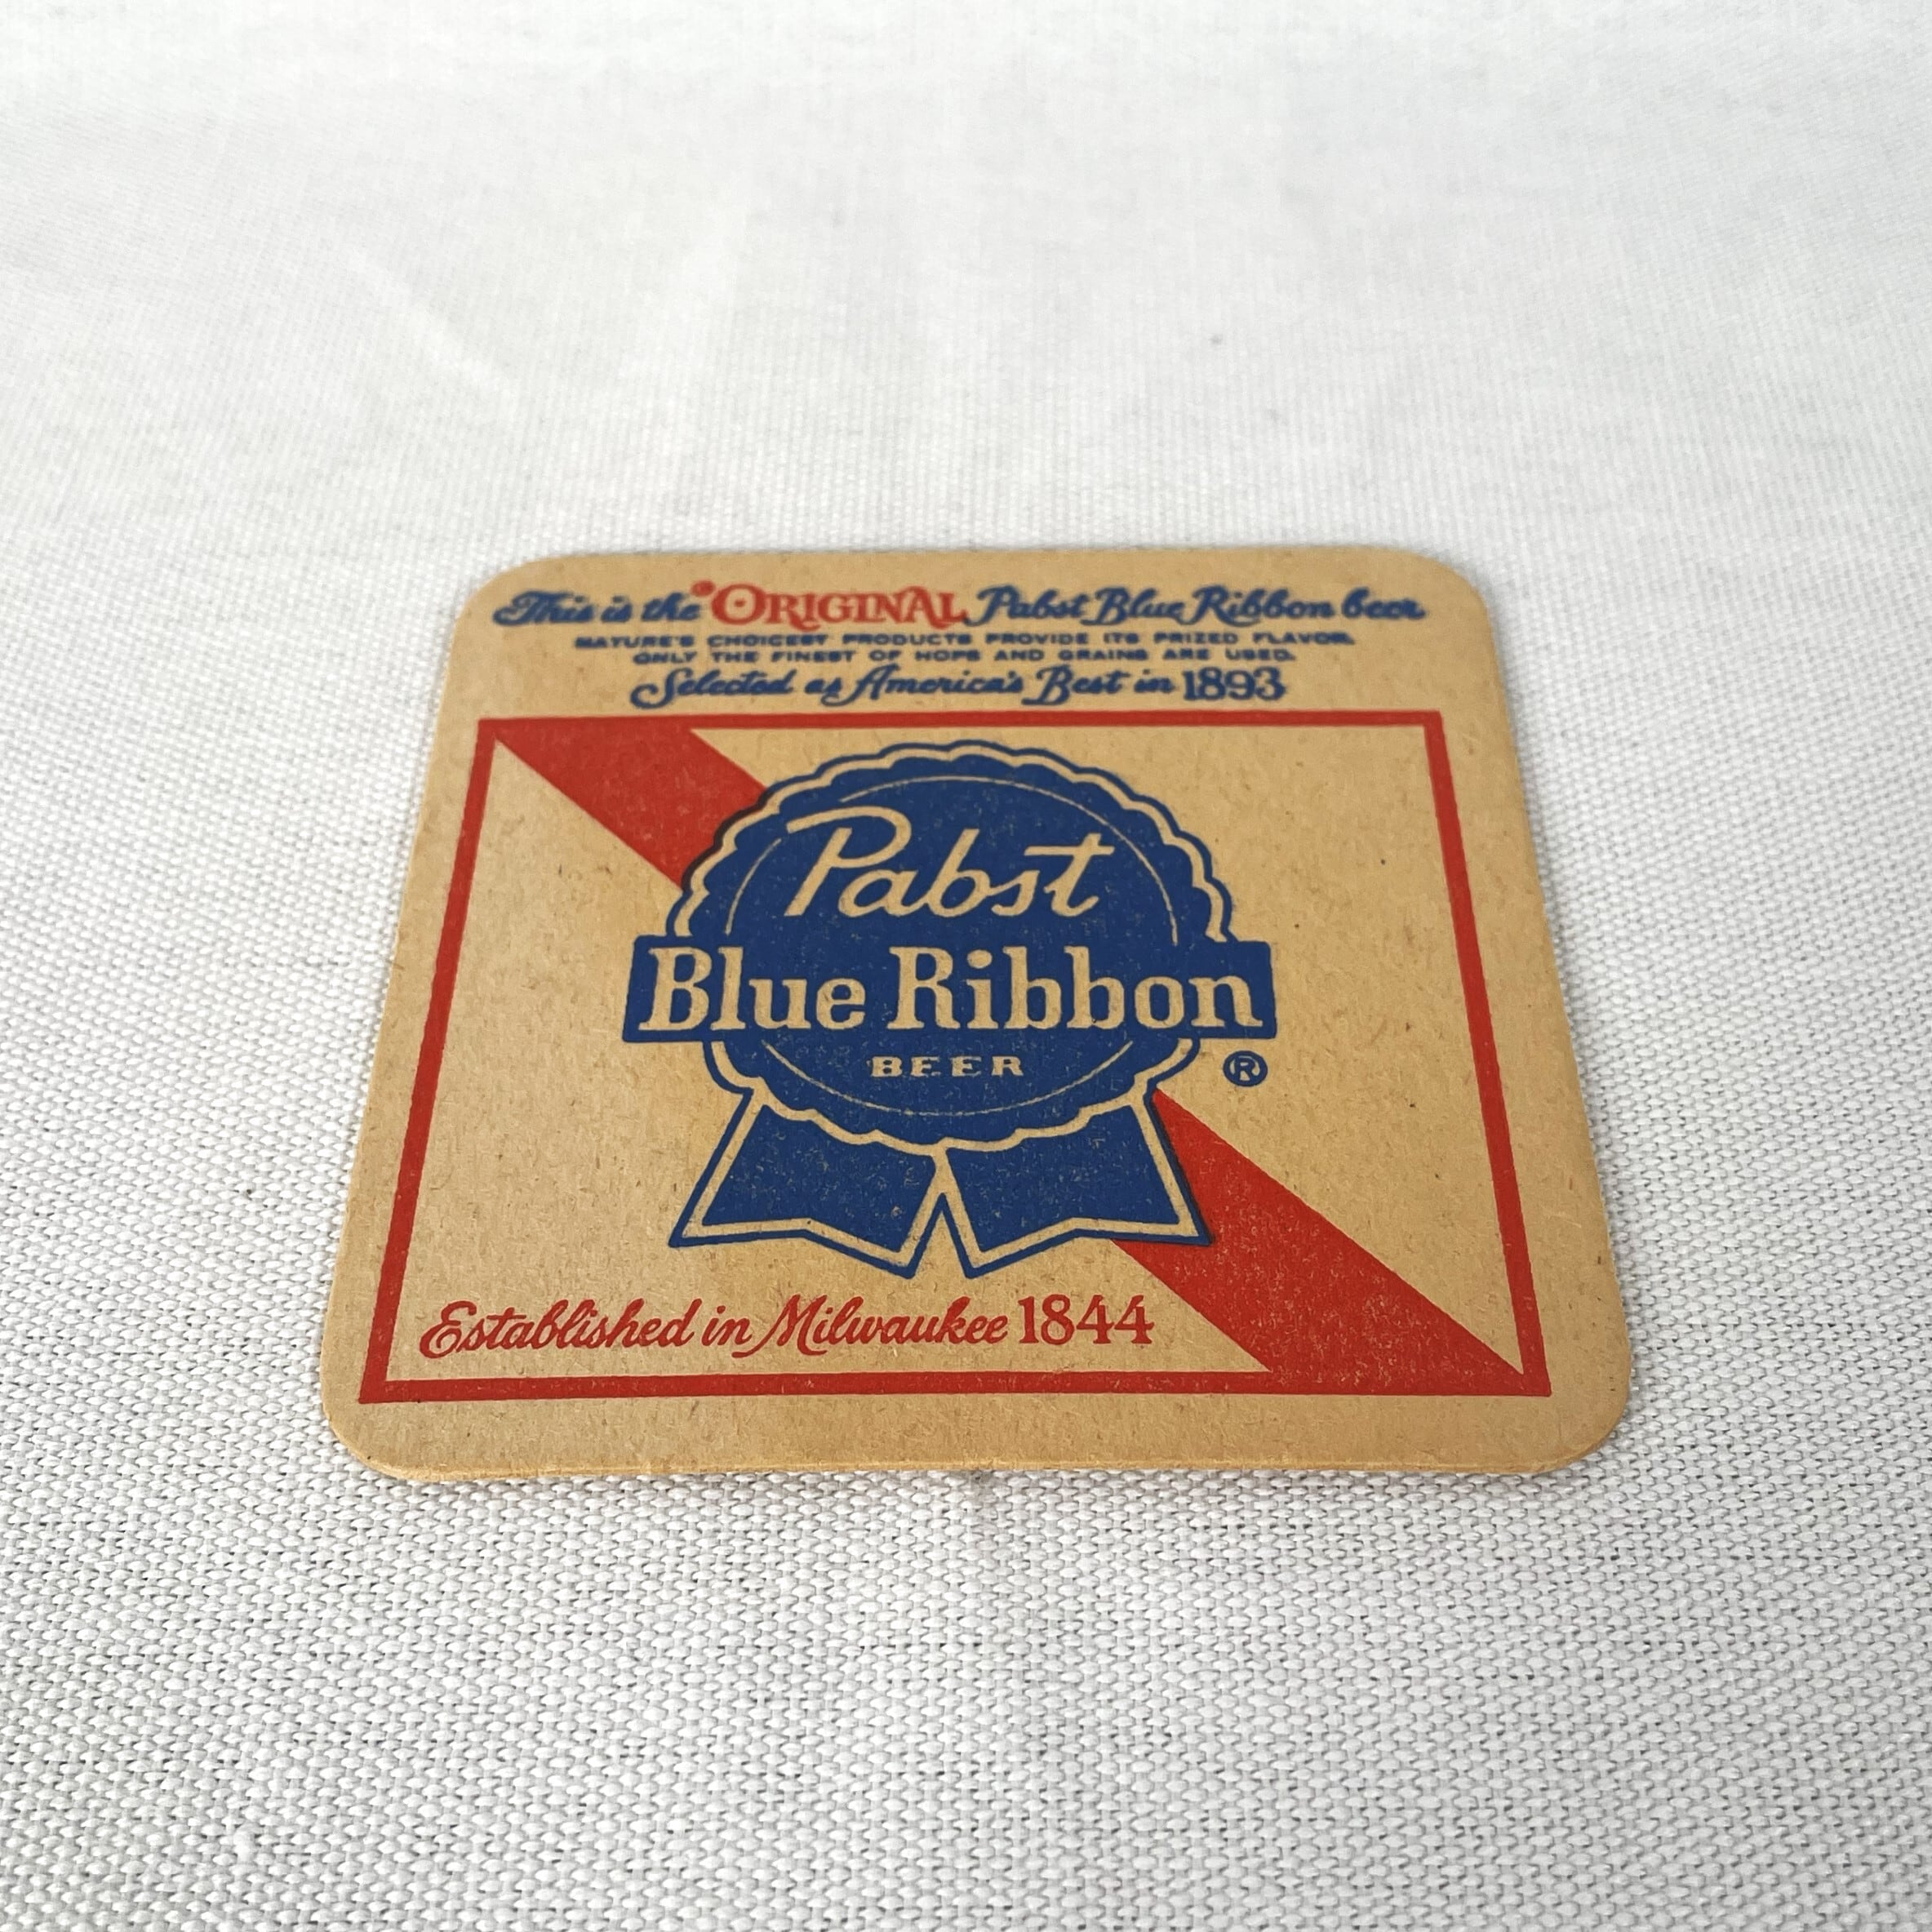 This is the ORIGINAL Pabst Blue Ribbon beer
NATURE'S CHOICEST PRODUCTS PROVIDE ITS PRIZED FLAVOR.
ONLY THE FINEST OF HOPS AND GRAINS ARE USED.
Selected as America's Best in 1893
Pabst
Blue Ribbon
BEER
®
Established in Milwaukee 1844